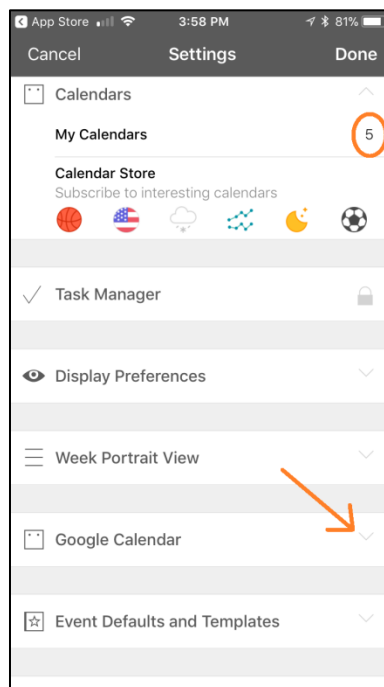 App Store 3:58 PM 81%
Cancel Settings Done
Calendars
My Calendars 5
Calendar Store
Subscribe to interesting calendars
Task Manager
Display Preferences
Week Portrait View
Google Calendar
Event Defaults and Templates